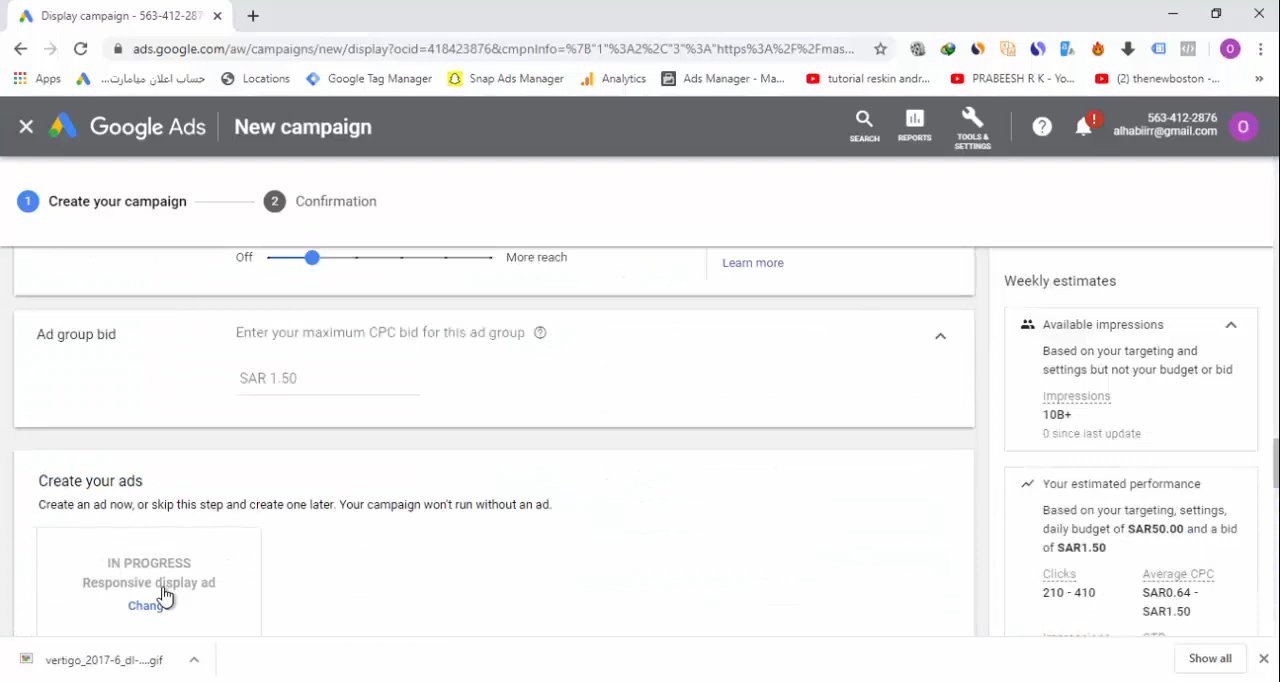 Display campaign - 563-412-287
ads.google.com/aw/campaigns/new/display?ocid=418423876&cmpnInfo=%7B"1"%3A2%2C"3"%3A"https%3A%2F%2Fmas...
O
Apps
حساب اعلان ميامارت...
Locations
Google Tag Manager
Snap Ads Manager
Analytics
Ads Manager - Ma...
tutorial reskin andr...
PRABEESH R K - Yo...
(2) thenewboston -...
»
Google Ads
New campaign
SEARCH
REPORTS
TOOLS &
SETTINGS
?
!
563-412-2876
alhabiirr@gmail.com
O
1 Create your campaign
2 Confirmation
Off
More reach
Learn more
Ad group bid
Enter your maximum CPC bid for this ad group
SAR 1.50
Create your ads
Create an ad now, or skip this step and create one later. Your campaign won't run without an ad.
IN PROGRESS
Responsive display ad
Chang
Weekly estimates
Available impressions
Based on your targeting and
settings but not your budget or bid
Impressions
10B+
0 since last update
Your estimated performance
Based on your targeting, settings,
daily budget of SAR50.00 and a bid
of SAR1.50
Clicks
Average CPC
210 - 410
SAR0.64 -
SAR1.50
vertigo_2017-6_dl-....gif
Show all